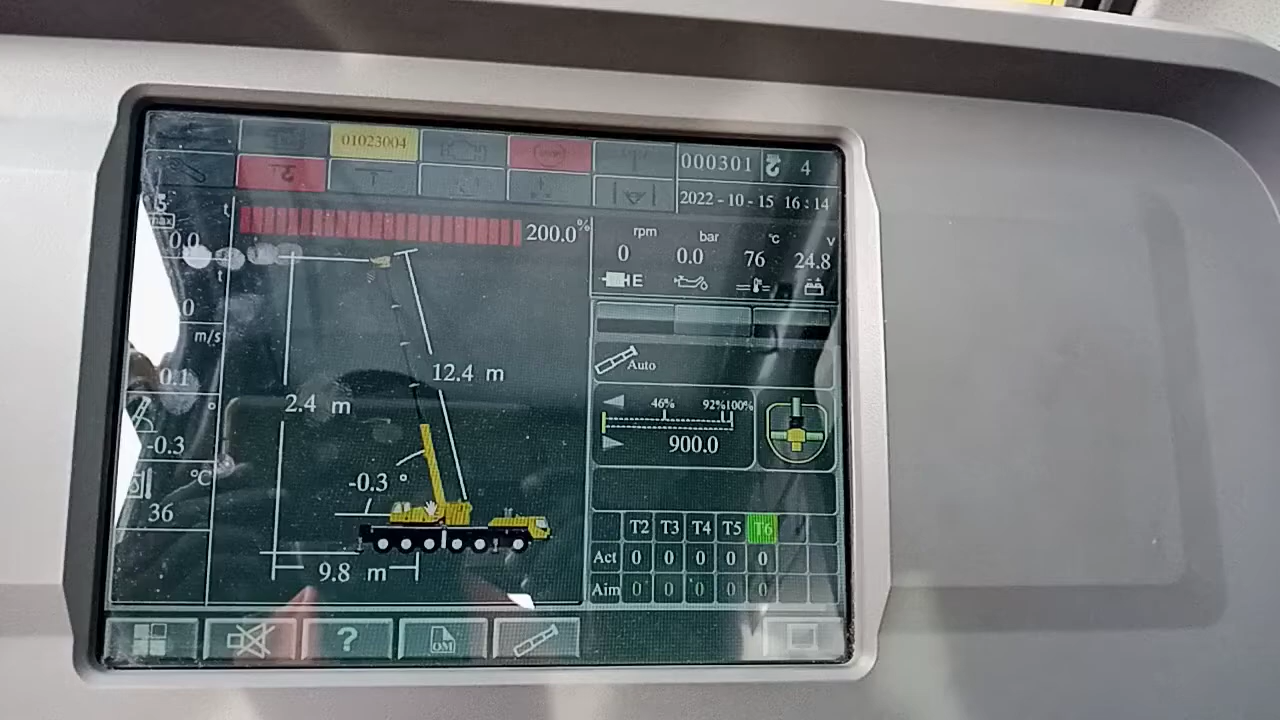 01023004
000301 4
2022-10-15 16:14
max t
200.0%
0.0
t
0
m/s
0.1
°
-0.3
°C
36
12.4 m
2.4 m
-0.3 °
9.8 m
rpm bar °C V
0 0.0 76 24.8
E
Auto
46% 92% 100%
900.0
T2 T3 T4 T5 T6
Act 0 0 0 0 0
Aim 0 0 0 0 0
?
OM